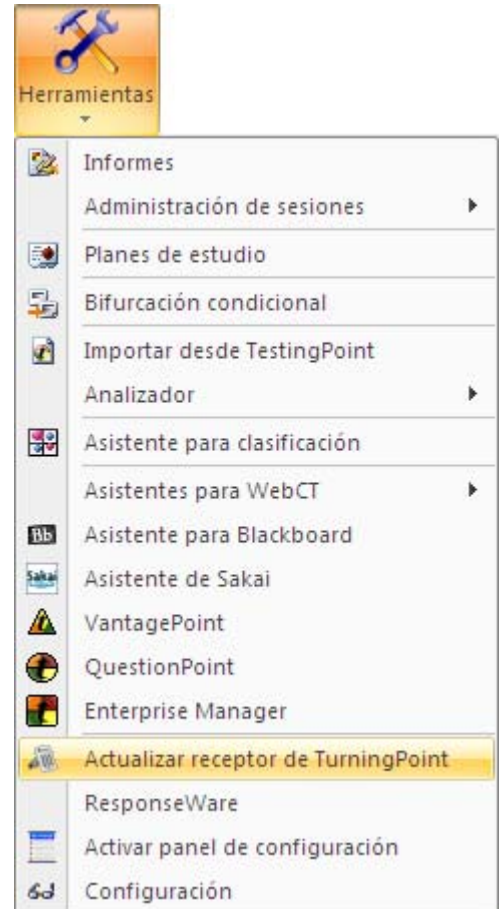 Herramientas
Informes
Administración de sesiones
Planes de estudio
Bifurcación condicional
Importar desde TestingPoint
Analizador
Asistente para clasificación
Asistentes para WebCT
Bb Asistente para Blackboard
Sakai Asistente de Sakai
VantagePoint
QuestionPoint
Enterprise Manager
Actualizar receptor de TurningPoint
ResponseWare
Activar panel de configuración
Configuración